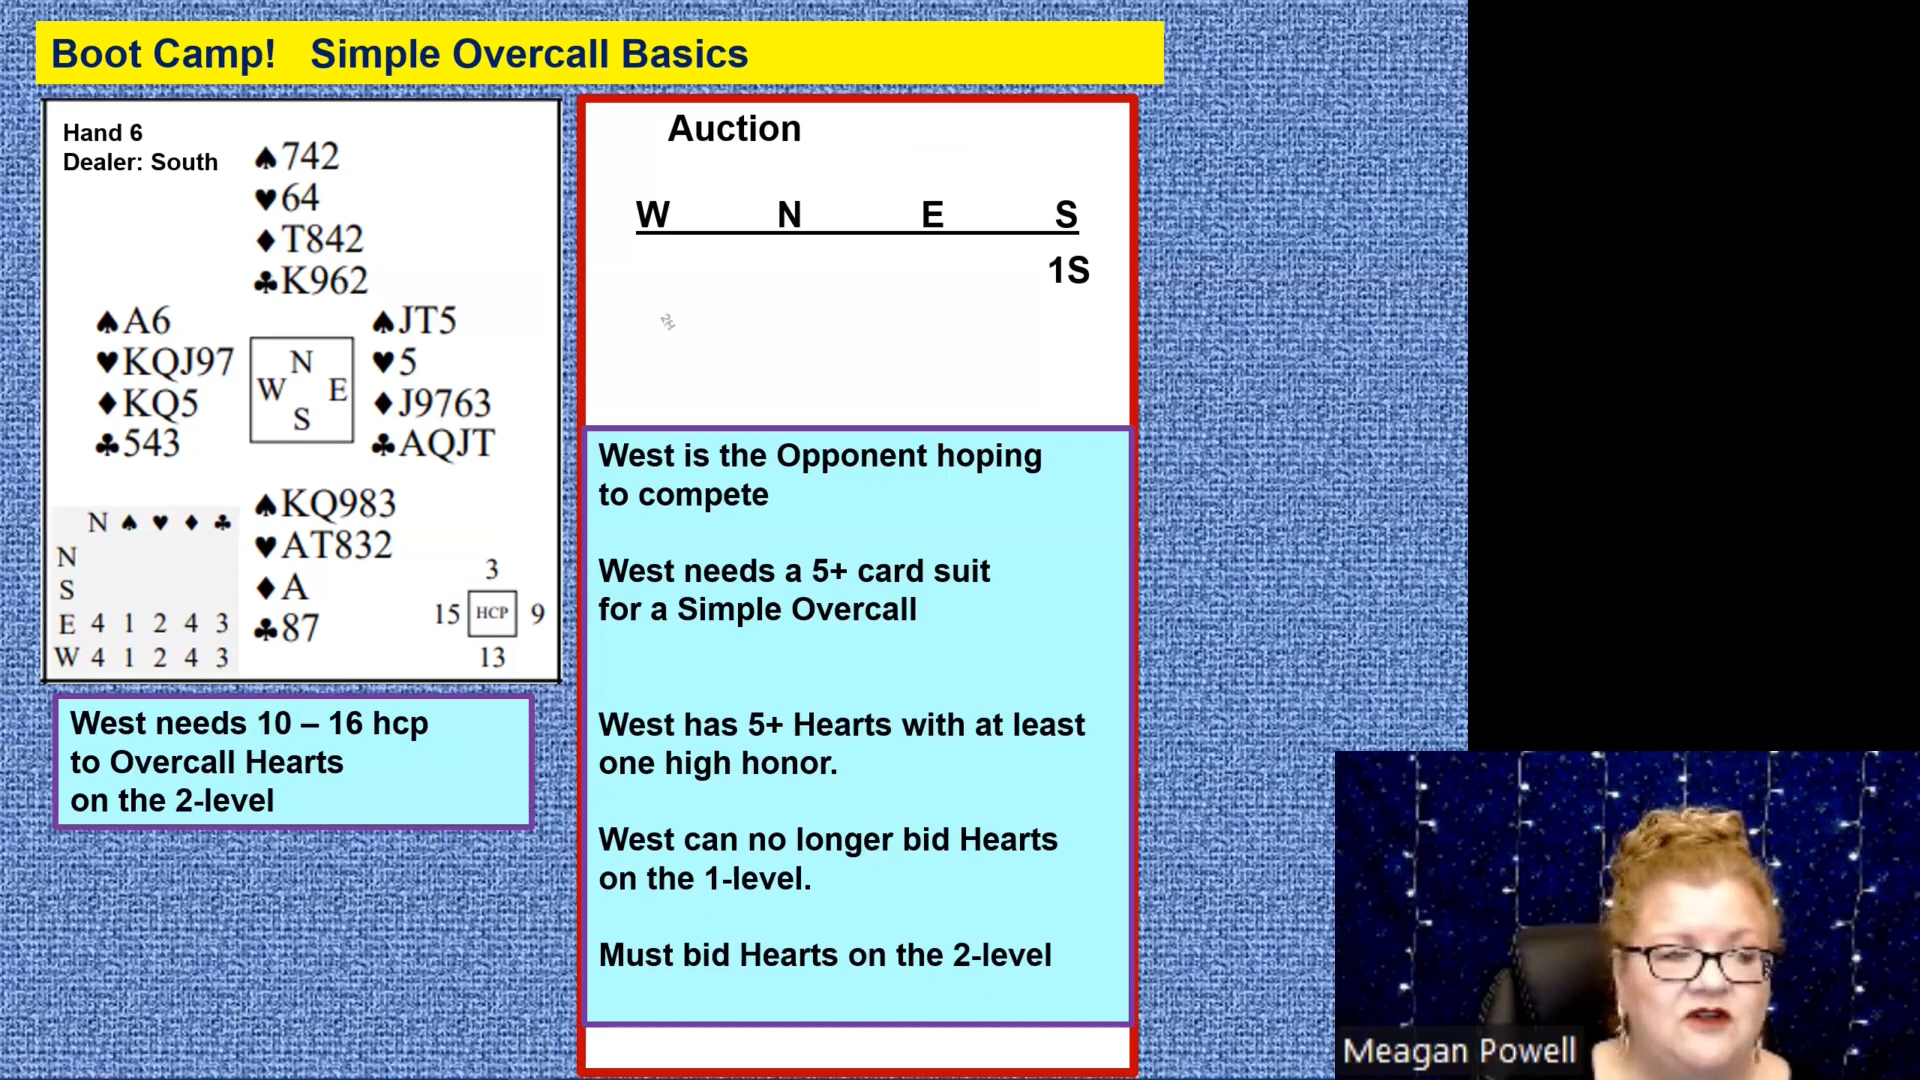 Boot Camp! Simple Overcall Basics
Hand 6
Dealer: South
♠742
♥64
♦T842
♣K962
♠A6
♥KQJ97
♦KQ5
♣543
N
W E
S
♠JT5
♥5
♦J9763
♣AQJT
♠KQ983
♥AT832
♦A
♣87
N ♠ ♥ ♦ ♣
N
S
E 4 1 2 4 3
W 4 1 2 4 3
3
15 HCP 9
13
West needs 10 – 16 hcp
to Overcall Hearts
on the 2-level
Auction
W N E S
1S
2H
West is the Opponent hoping
to compete
West needs a 5+ card suit
for a Simple Overcall
West has 5+ Hearts with at least
one high honor.
West can no longer bid Hearts
on the 1-level.
Must bid Hearts on the 2-level
Meagan Powell